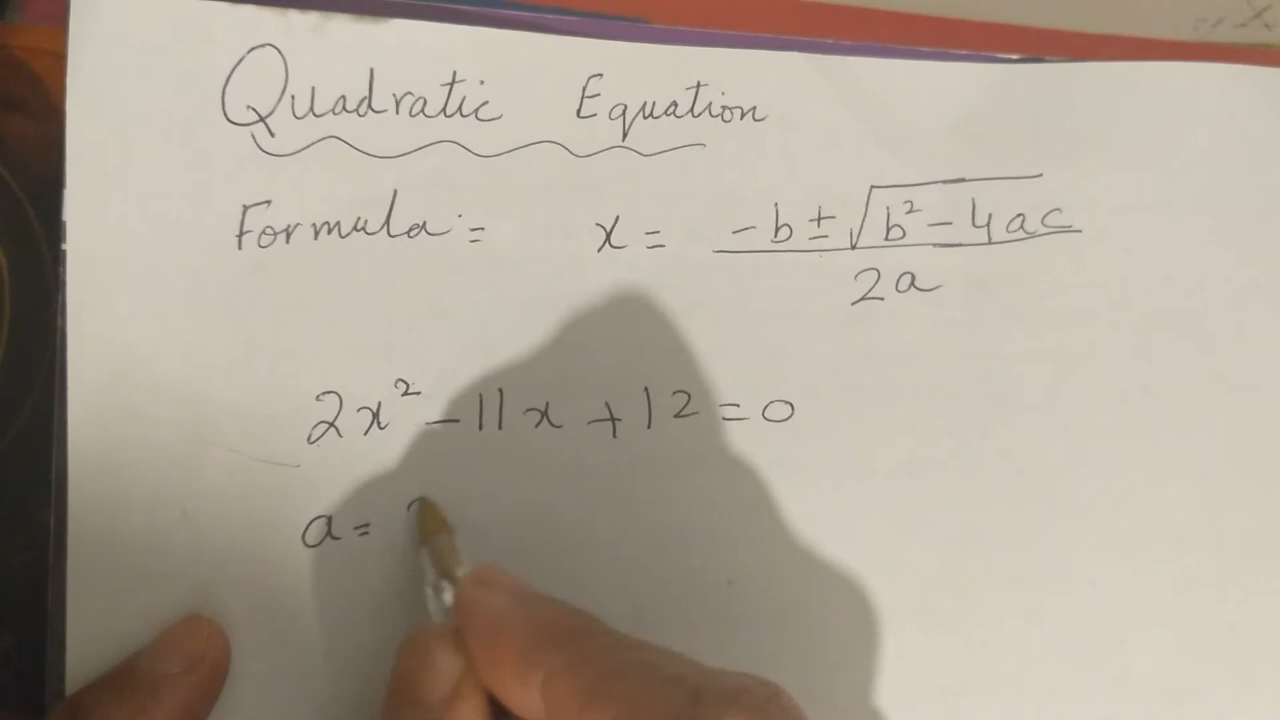 Quadratic Equation
Formula:= x = -b ± √b² - 4ac / 2a
2x² - 11x + 12 = 0
a =